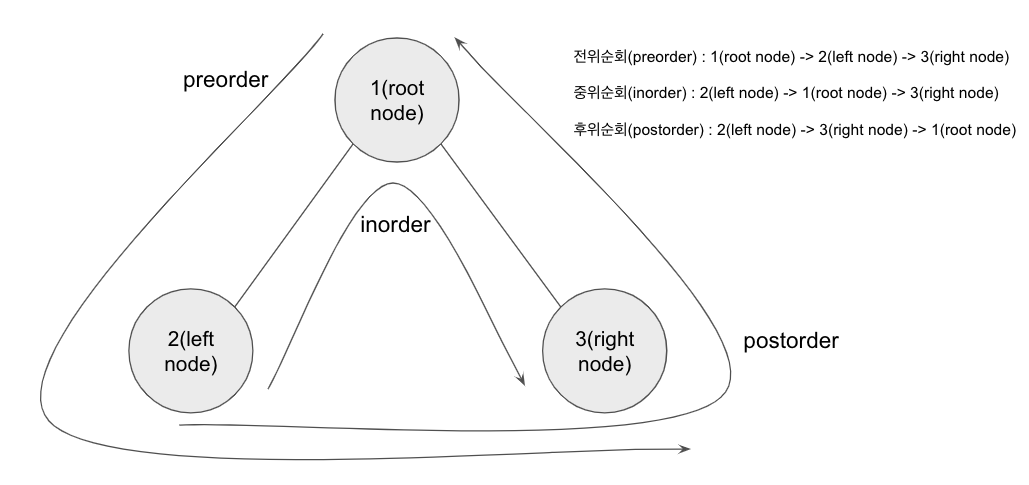 preorder
1(root
node)
inorder
2(left
node)
3(right
node)
postorder
전위순회(preorder) : 1(root node) -> 2(left node) -> 3(right node)
중위순회(inorder) : 2(left node) -> 1(root node) -> 3(right node)
후위순회(postorder) : 2(left node) -> 3(right node) -> 1(root node)